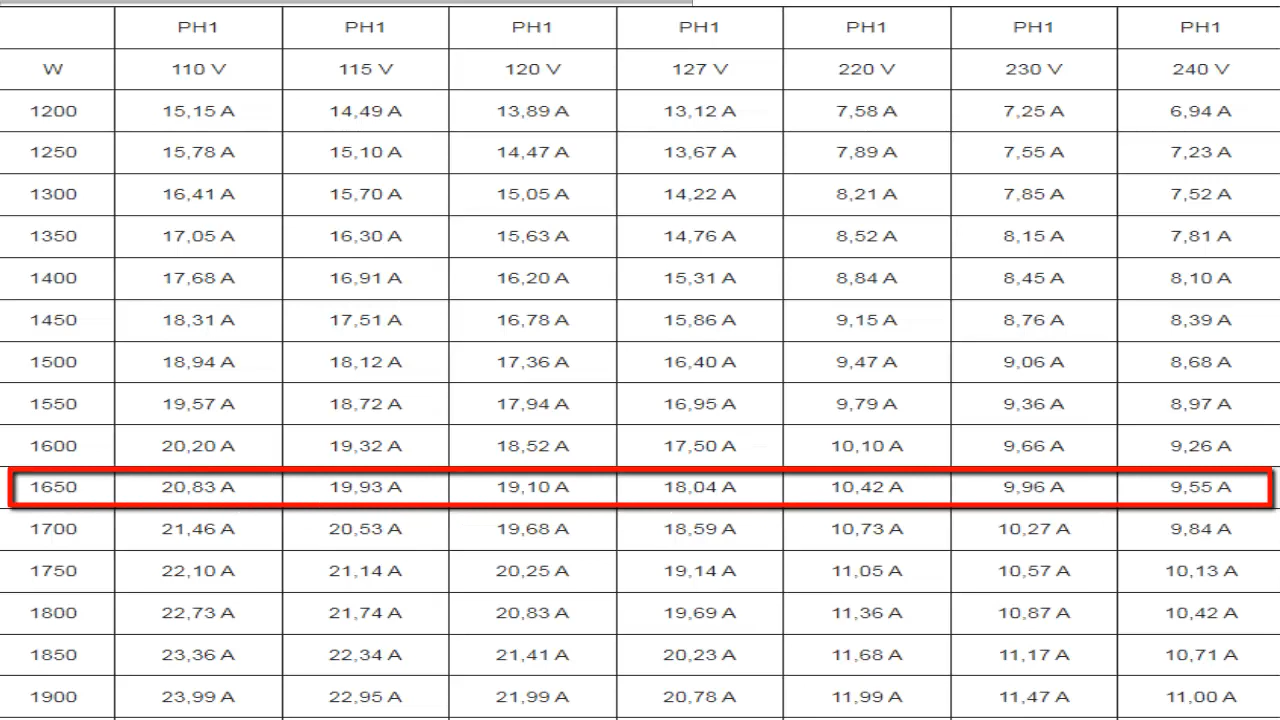 PH1 PH1 PH1 PH1 PH1 PH1 PH1
W 110 V 115 V 120 V 127 V 220 V 230 V 240 V
1200 15,15 A 14,49 A 13,89 A 13,12 A 7,58 A 7,25 A 6,94 A
1250 15,78 A 15,10 A 14,47 A 13,67 A 7,89 A 7,55 A 7,23 A
1300 16,41 A 15,70 A 15,05 A 14,22 A 8,21 A 7,85 A 7,52 A
1350 17,05 A 16,30 A 15,63 A 14,76 A 8,52 A 8,15 A 7,81 A
1400 17,68 A 16,91 A 16,20 A 15,31 A 8,84 A 8,45 A 8,10 A
1450 18,31 A 17,51 A 16,78 A 15,86 A 9,15 A 8,76 A 8,39 A
1500 18,94 A 18,12 A 17,36 A 16,40 A 9,47 A 9,06 A 8,68 A
1550 19,57 A 18,72 A 17,94 A 16,95 A 9,79 A 9,36 A 8,97 A
1600 20,20 A 19,32 A 18,52 A 17,50 A 10,10 A 9,66 A 9,26 A
1650 20,83 A 19,93 A 19,10 A 18,04 A 10,42 A 9,96 A 9,55 A
1700 21,46 A 20,53 A 19,68 A 18,59 A 10,73 A 10,27 A 9,84 A
1750 22,10 A 21,14 A 20,25 A 19,14 A 11,05 A 10,57 A 10,13 A
1800 22,73 A 21,74 A 20,83 A 19,69 A 11,36 A 10,87 A 10,42 A
1850 23,36 A 22,34 A 21,41 A 20,23 A 11,68 A 11,17 A 10,71 A
1900 23,99 A 22,95 A 21,99 A 20,78 A 11,99 A 11,47 A 11,00 A